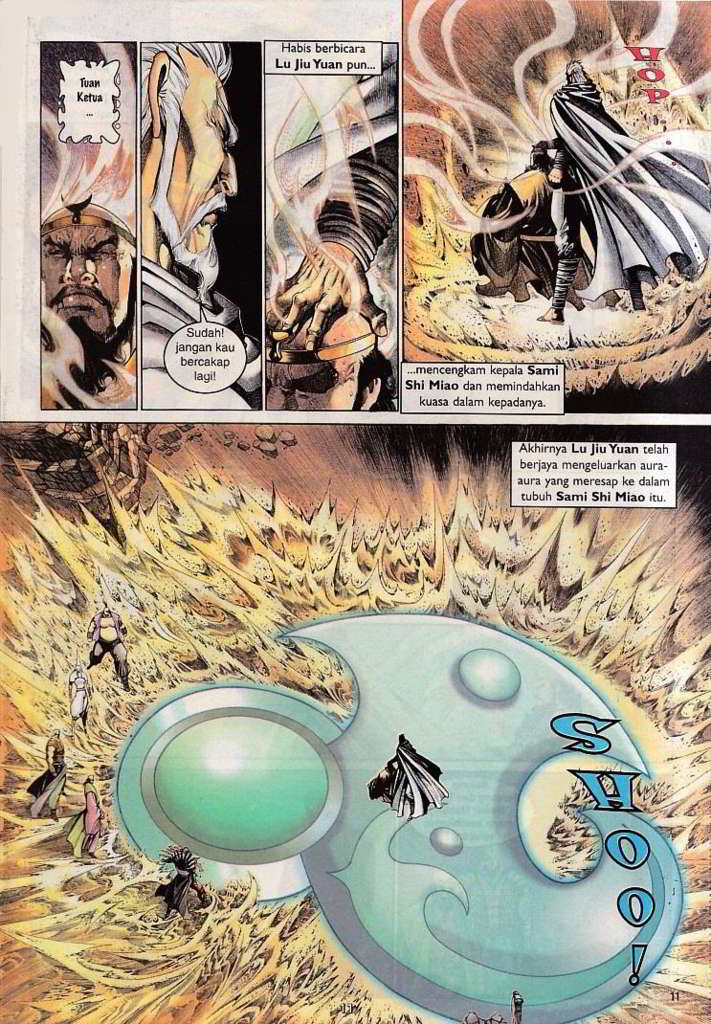 Tuan
Ketua
...
Sudah!
jangan kau
bercakap
lagi!
Habis berbicara
Lu Jiu Yuan pun...
HOP
...mencengkam kepala Sami
Shi Miao dan memindahkan
kuasa dalam kepadanya.
Akhirnya Lu Jiu Yuan telah
berjaya mengeluarkan aura-
aura yang meresap ke dalam
tubuh Sami Shi Miao itu.
SHOO!
11